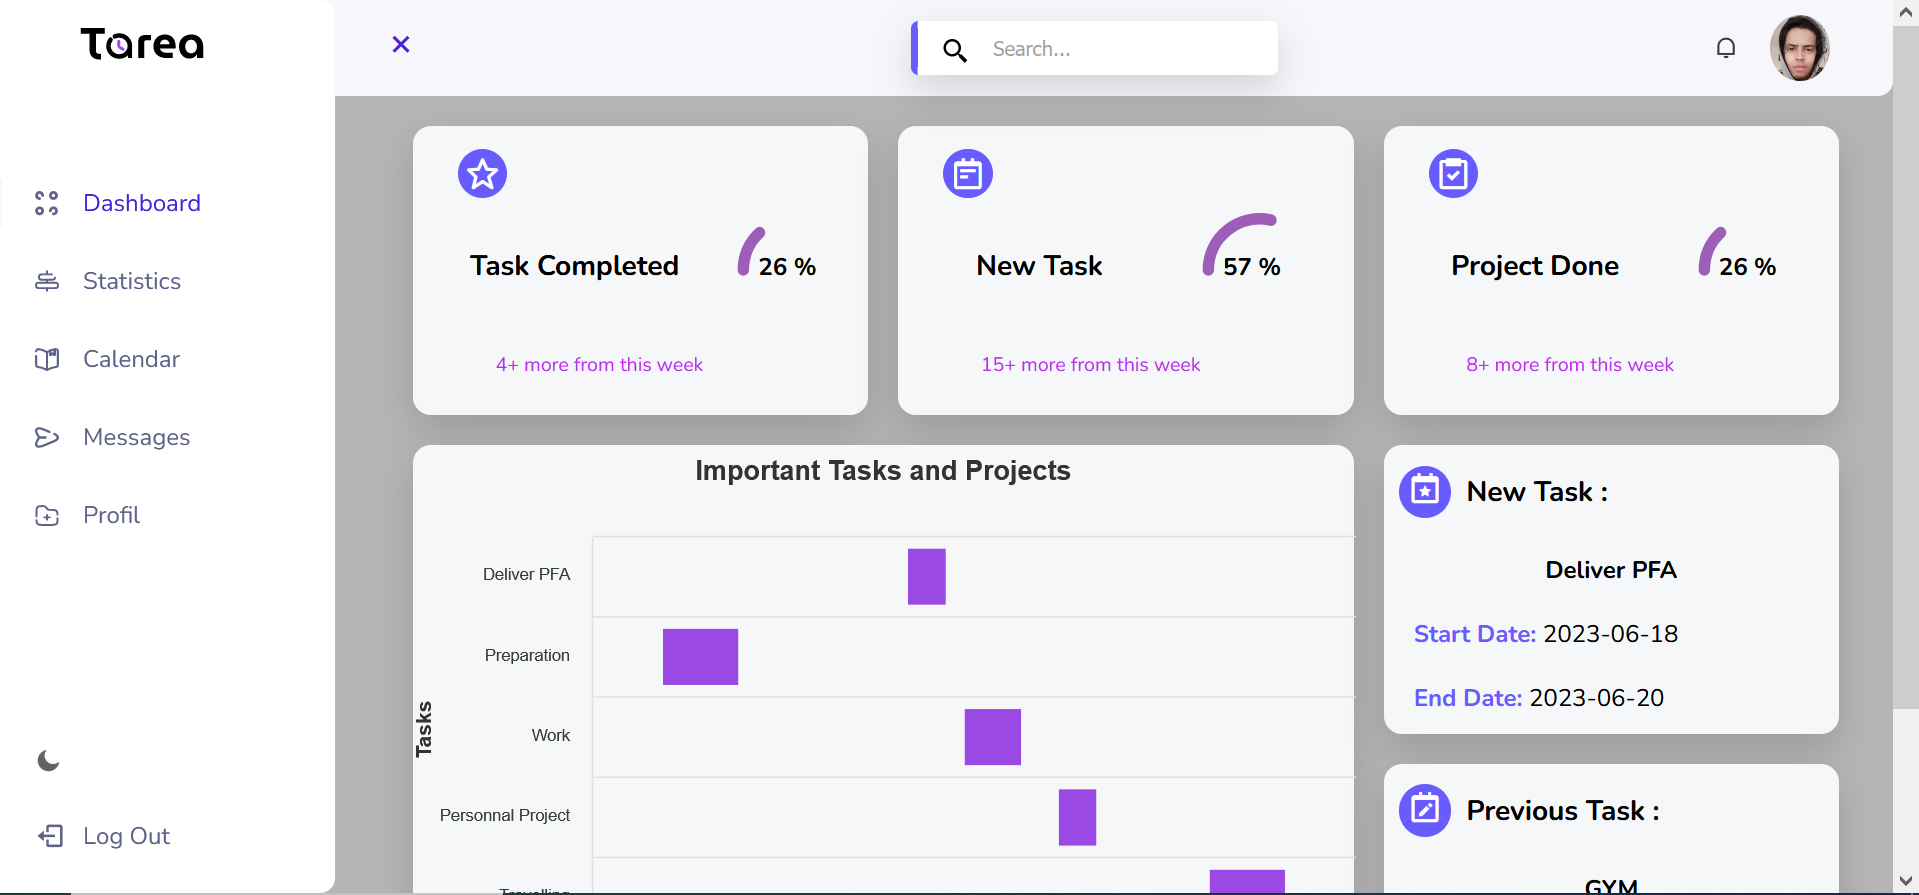 Tarea
Search...
Dashboard
Statistics
Calendar
Messages
Profil
Log Out
Task Completed
26 %
4+ more from this week
New Task
57 %
15+ more from this week
Project Done
26 %
8+ more from this week
Important Tasks and Projects
Tasks
Deliver PFA
Preparation
Work
Personnal Project
Travelling
New Task :
Deliver PFA
Start Date: 2023-06-18
End Date: 2023-06-20
Previous Task :
GYM